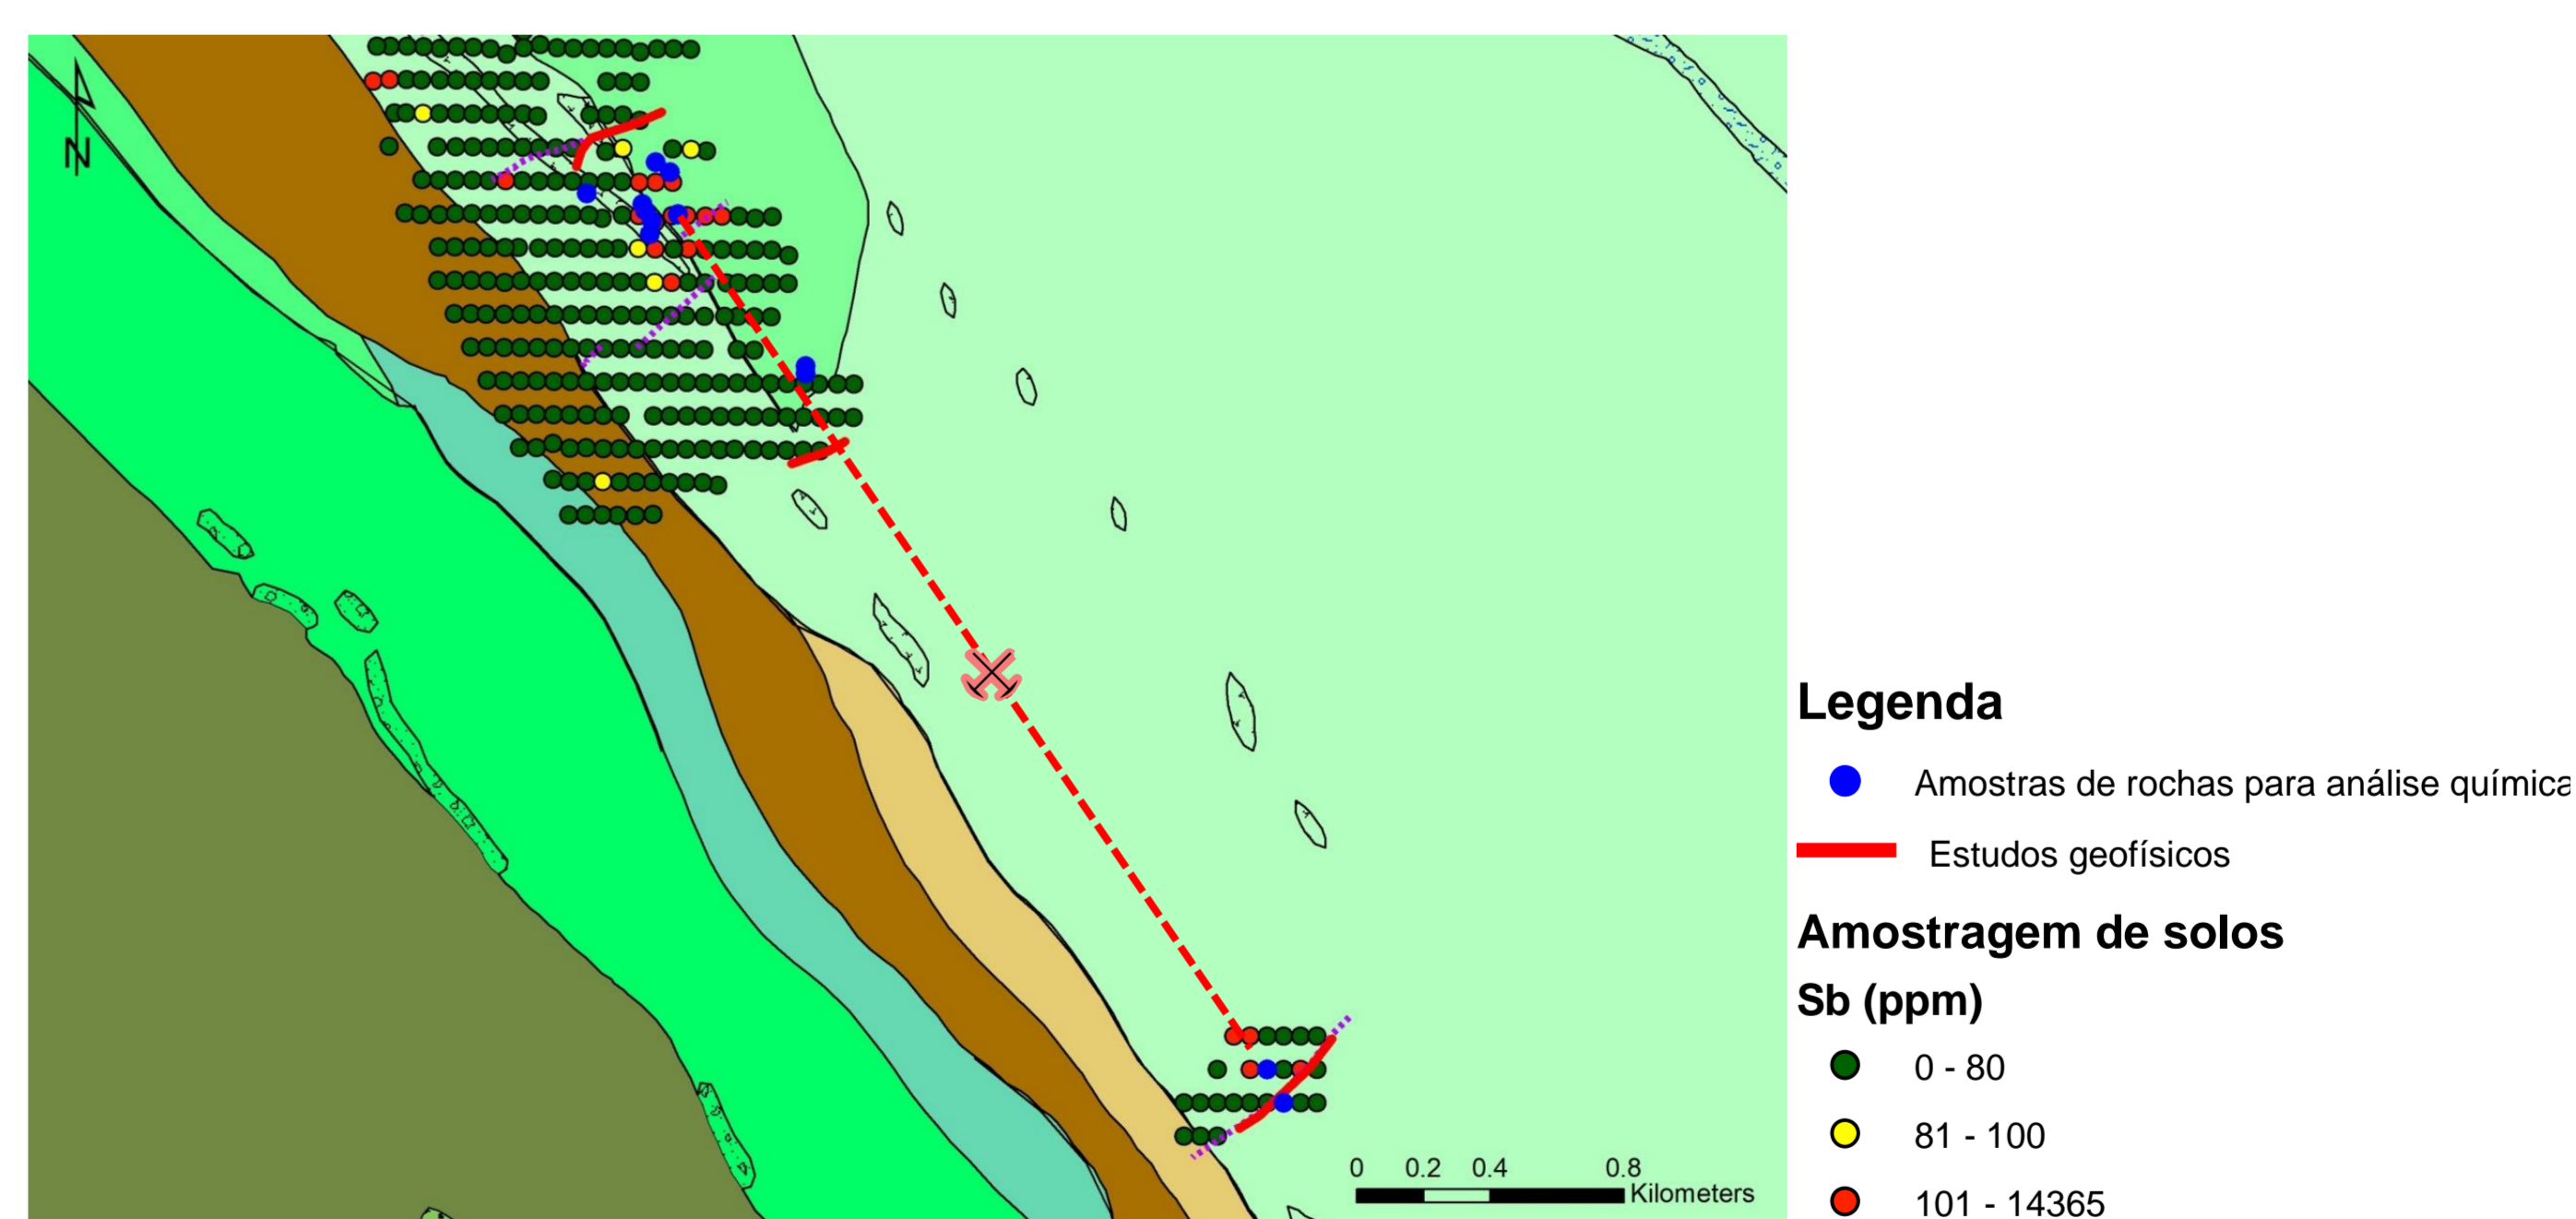 N
0 0.2 0.4 0.8
Kilometers
Legenda
Amostras de rochas para análise química
Estudos geofísicos
Amostragem de solos
Sb (ppm)
0 - 80
81 - 100
101 - 14365